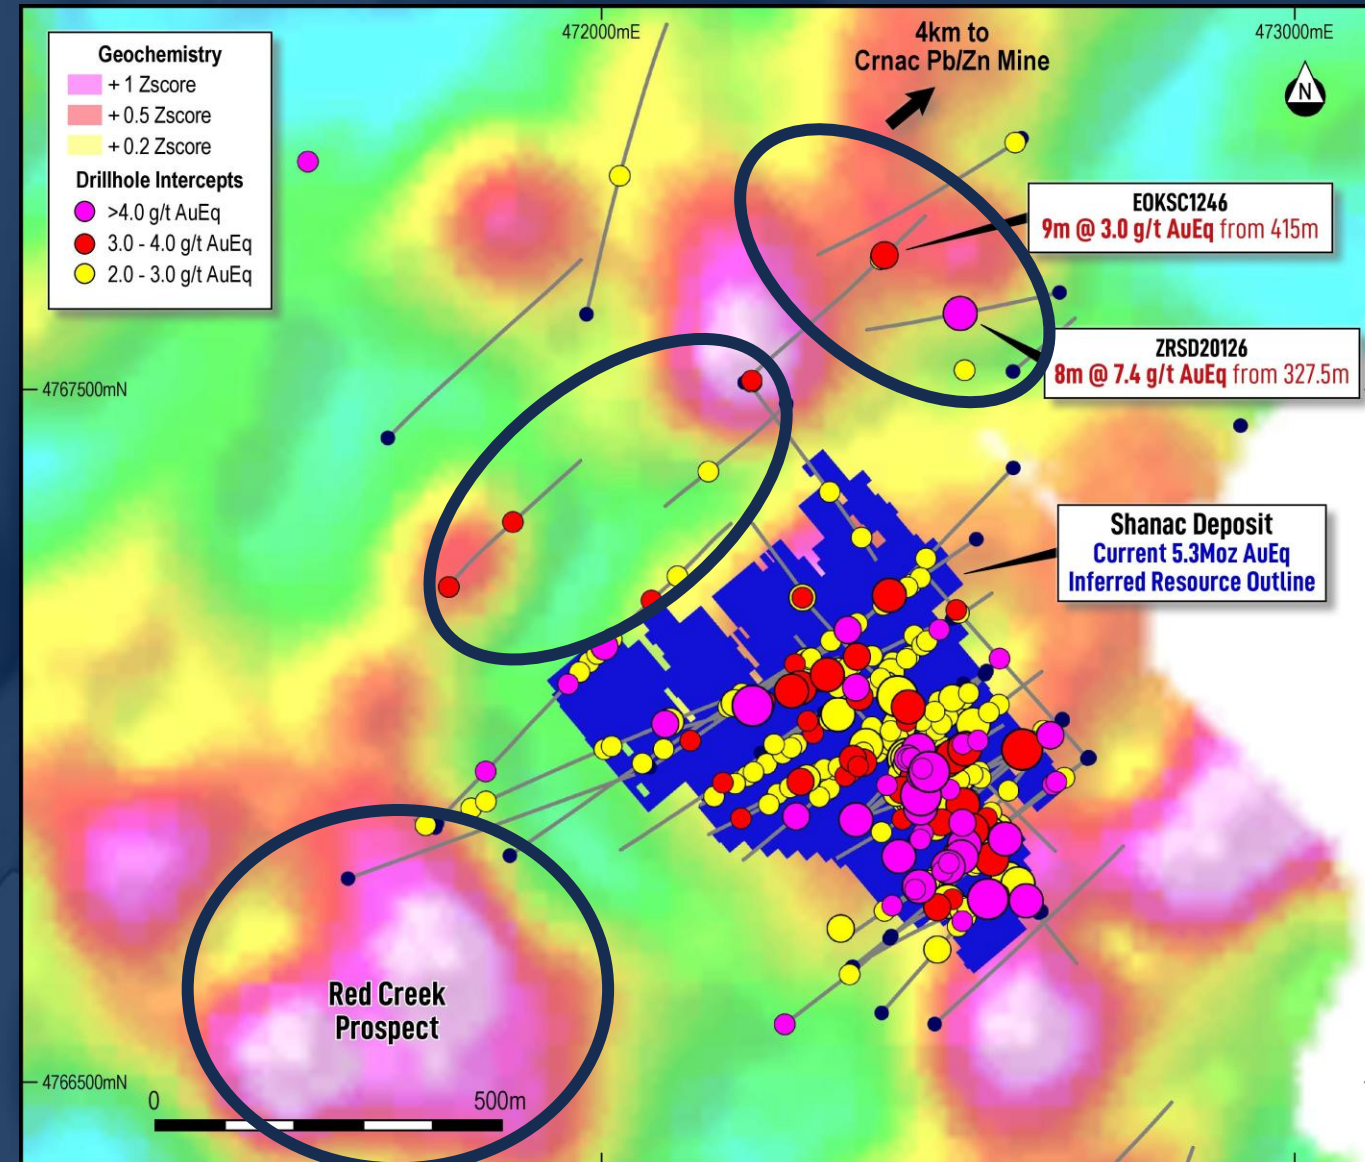 Geochemistry
+ 1 Zscore
+ 0.5 Zscore
+ 0.2 Zscore
Drillhole Intercepts
>4.0 g/t AuEq
3.0 - 4.0 g/t AuEq
2.0 - 3.0 g/t AuEq
472000mE
473000mE
4km to
Crnac Pb/Zn Mine
N
EOKSC1246
9m @ 3.0 g/t AuEq from 415m
ZRSD20126
8m @ 7.4 g/t AuEq from 327.5m
4767500mN
Shanac Deposit
Current 5.3Moz AuEq
Inferred Resource Outline
Red Creek
Prospect
4766500mN
0
500m